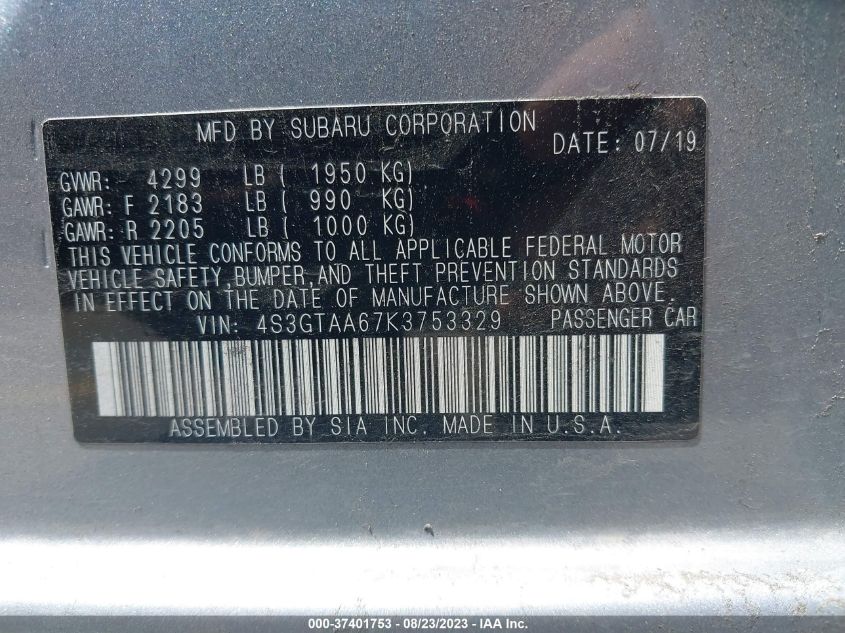 MFD BY SUBARU CORPORATION
DATE: 07/19
GVWR: 4299 LB ( 1950 KG)
GAWR: F 2183 LB ( 990 KG)
GAWR: R 2205 LB ( 1000 KG)
THIS VEHICLE CONFORMS TO ALL APPLICABLE FEDERAL MOTOR
VEHICLE SAFETY,BUMPER,AND THEFT PREVENTION STANDARDS
IN EFFECT ON THE DATE OF MANUFACTURE SHOWN ABOVE.
VIN: 4S3GTAA67K3753329 PASSENGER CAR
ASSEMBLED BY SIA INC. MADE IN U.S.A.
000-37401753 - 08/23/2023 - IAA Inc.